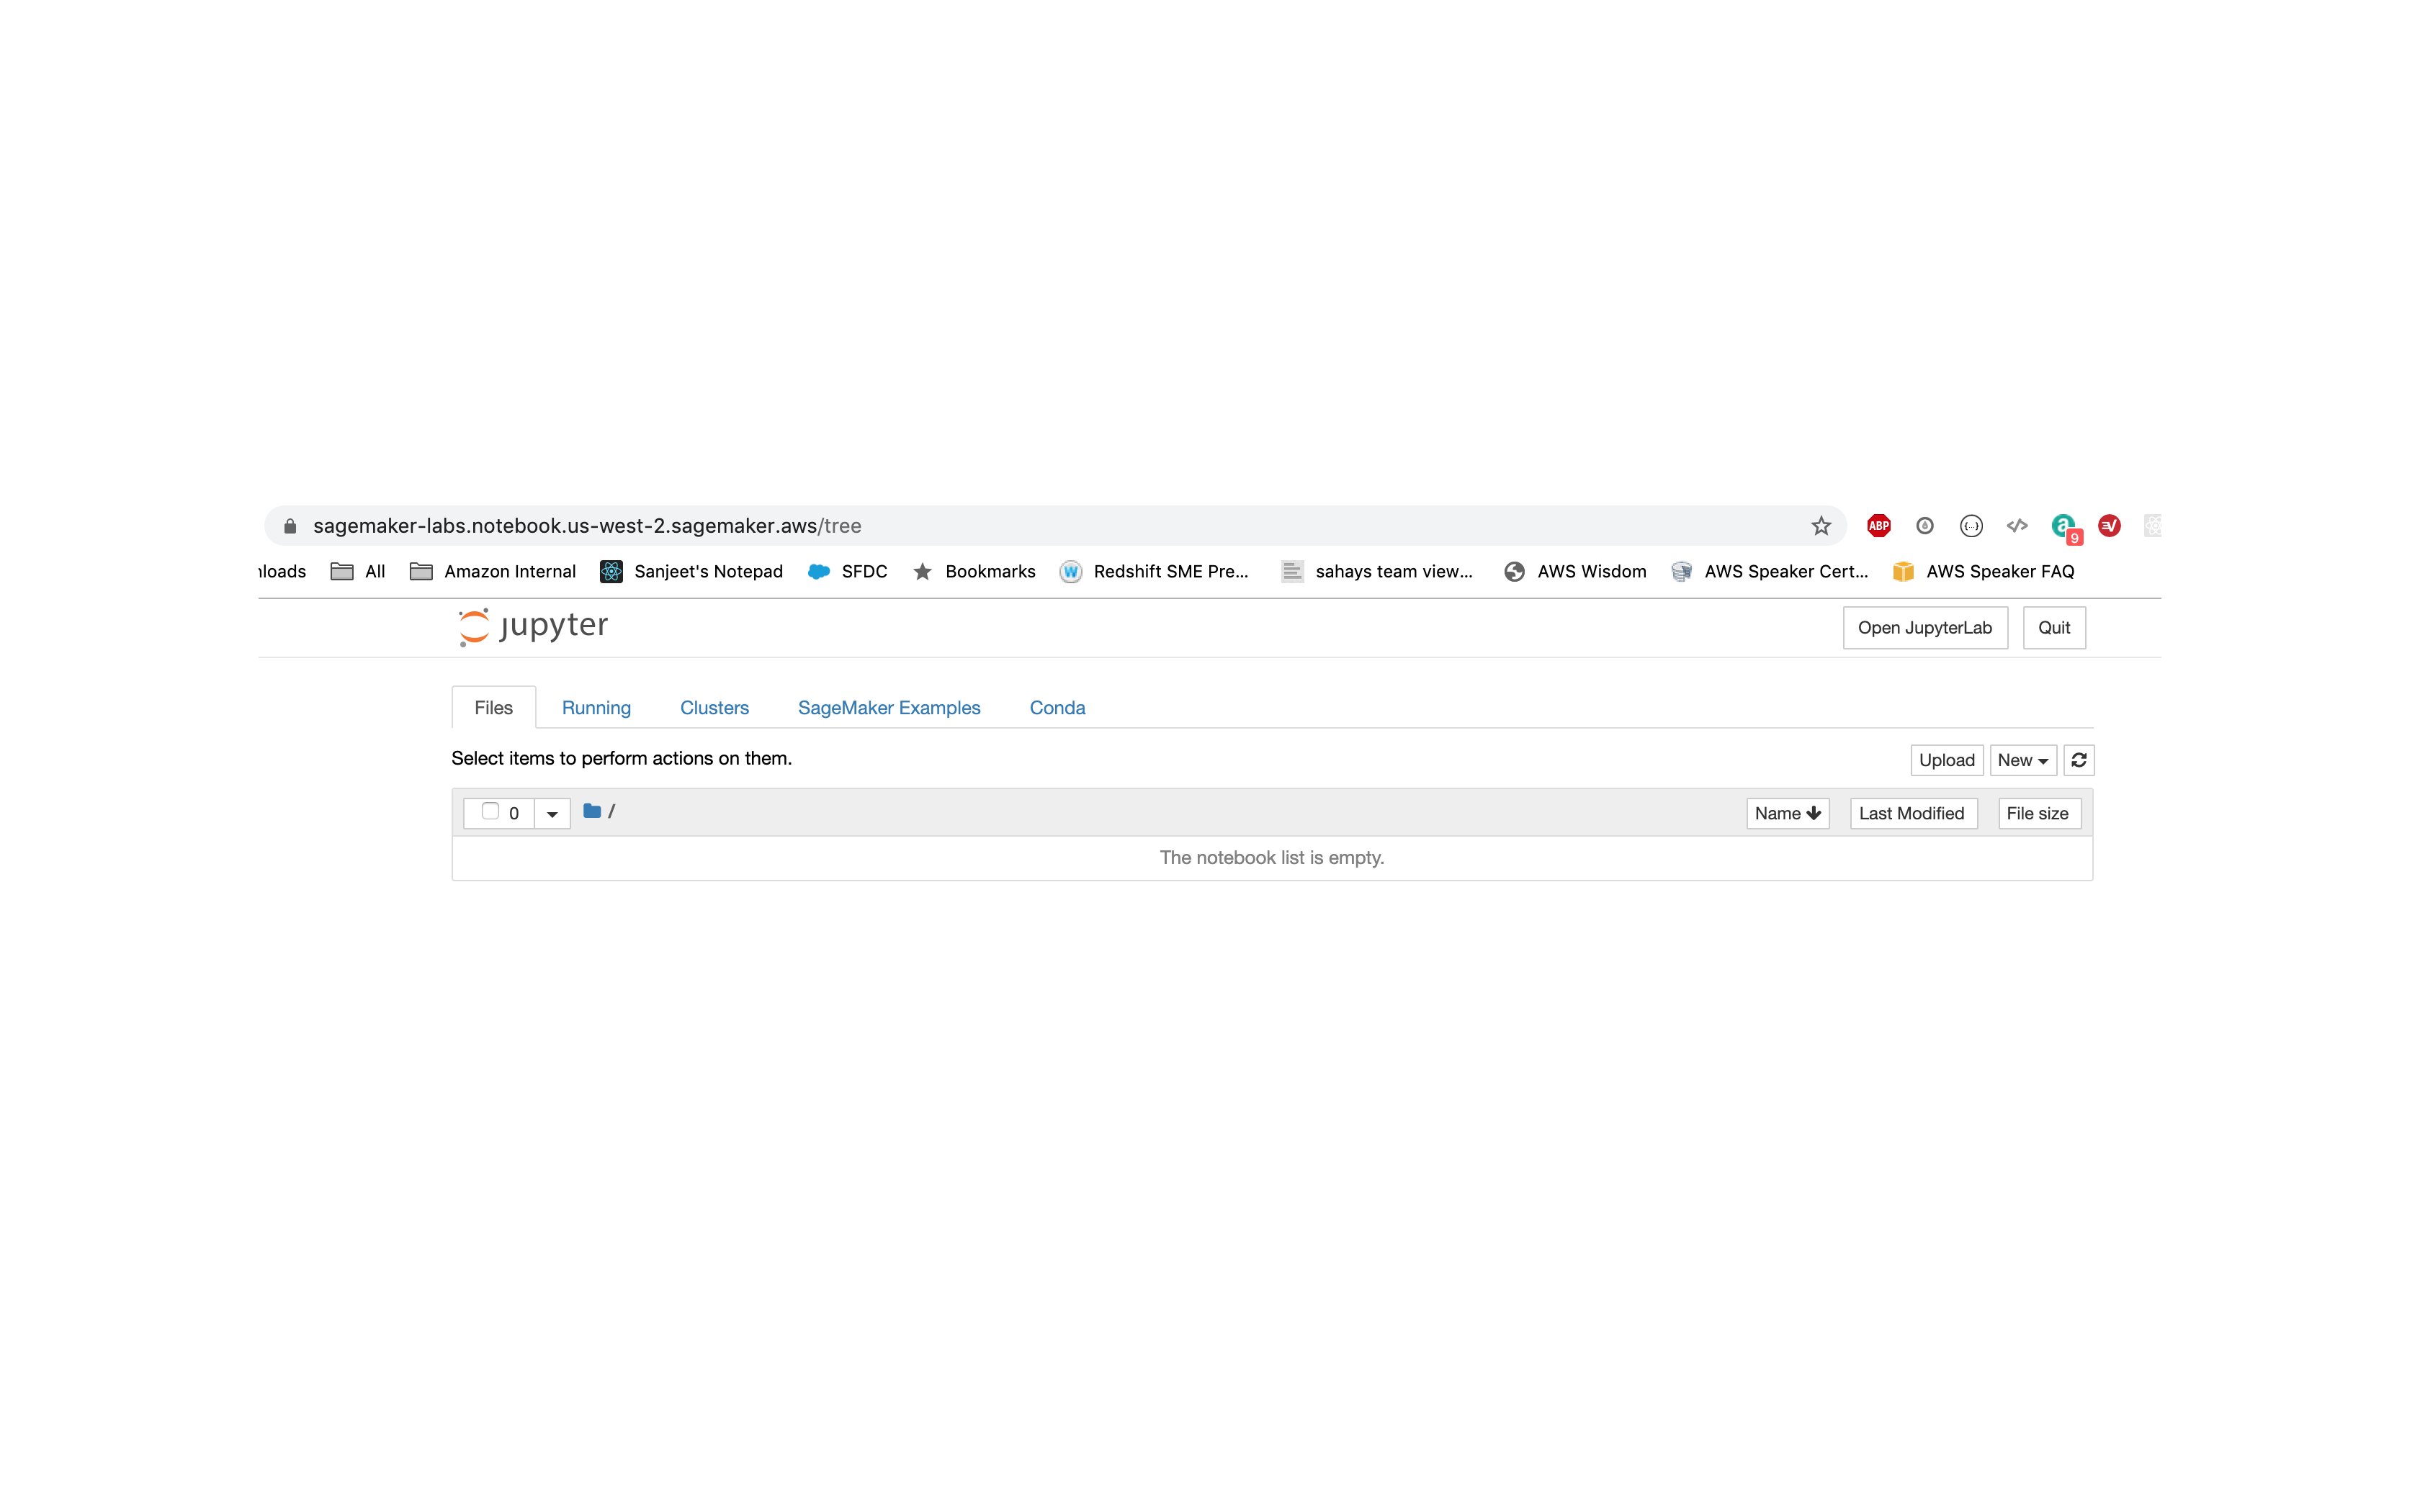 sagemaker-labs.notebook.us-west-2.sagemaker.aws/tree ABP 9
nloads All Amazon Internal Sanjeet's Notepad SFDC Bookmarks Redshift SME Pre... sahays team view... AWS Wisdom AWS Speaker Cert... AWS Speaker FAQ
jupyter Open JupyterLab Quit
Files Running Clusters SageMaker Examples Conda
Select items to perform actions on them. Upload New
0 / Name Last Modified File size
The notebook list is empty.